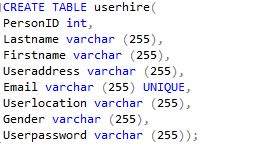 CREATE TABLE userhire(
PersonID int,
Lastname varchar (255),
Firstname varchar (255),
Useraddress varchar (255),
Email varchar (255) UNIQUE,
Userlocation varchar (255),
Gender varchar (255),
Userpassword varchar (255));